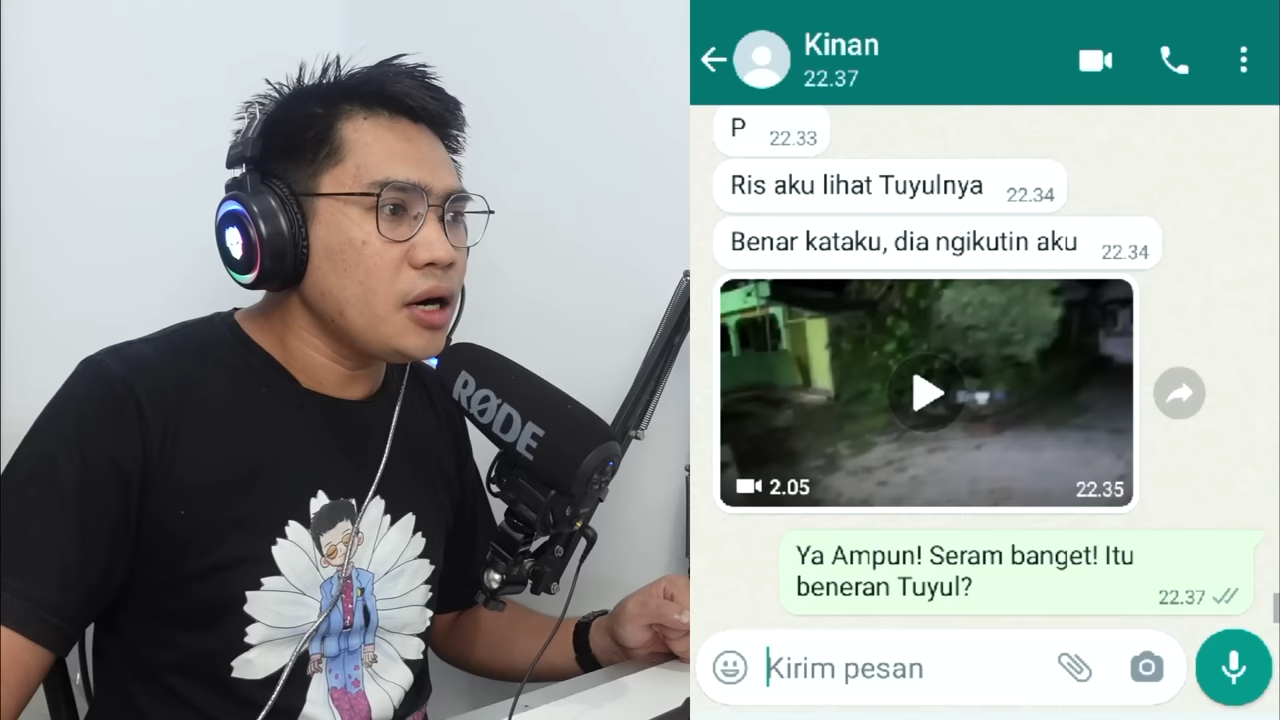 Kinan
22.37
P 22.33
Ris aku lihat Tuyulnya 22.34
Benar kataku, dia ngikutin aku 22.34
2.05 22.35
Ya Ampun! Seram banget! Itu
beneran Tuyul?
22.37
Kirim pesan
RØDE